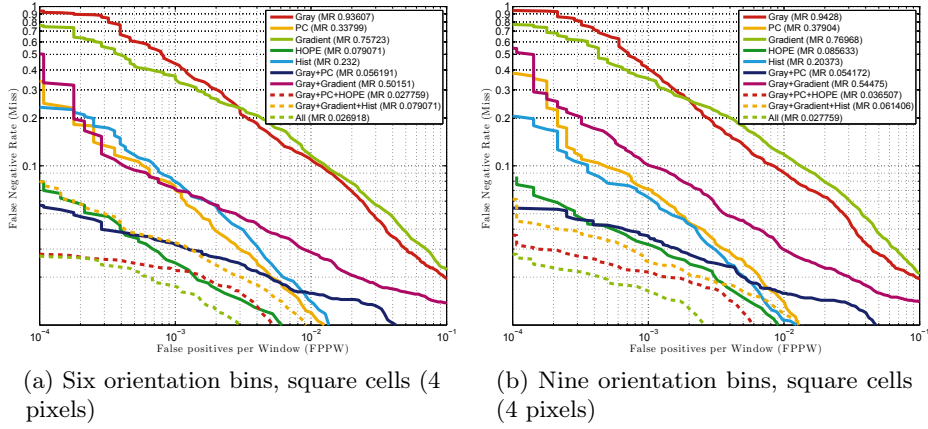 1
0.9
0.8
0.7
0.6
0.5
0.4
0.3
0.2
0.1
False Negative Rate (Miss)
Gray (MR 0.93607)
PC (MR 0.33799)
Gradient (MR 0.75723)
HOPE (MR 0.079071)
Hist (MR 0.232)
Gray+PC (MR 0.056191)
Gray+Gradient (MR 0.50151)
Gray+PC+HOPE (MR 0.027759)
Gray+Gradient+Hist (MR 0.079071)
All (MR 0.026918)
10^-4
10^-3
10^-2
10^-1
False positives per Window (FPPW)
(a) Six orientation bins, square cells (4
pixels)
1
0.9
0.8
0.7
0.6
0.5
0.4
0.3
0.2
0.1
False Negative Rate (Miss)
Gray (MR 0.9428)
PC (MR 0.37904)
Gradient (MR 0.76968)
HOPE (MR 0.085633)
Hist (MR 0.20373)
Gray+PC (MR 0.054172)
Gray+Gradient (MR 0.54475)
Gray+PC+HOPE (MR 0.036507)
Gray+Gradient+Hist (MR 0.061406)
All (MR 0.027759)
10^-4
10^-3
10^-2
10^-1
False positives per Window (FPPW)
(b) Nine orientation bins, square cells
(4 pixels)